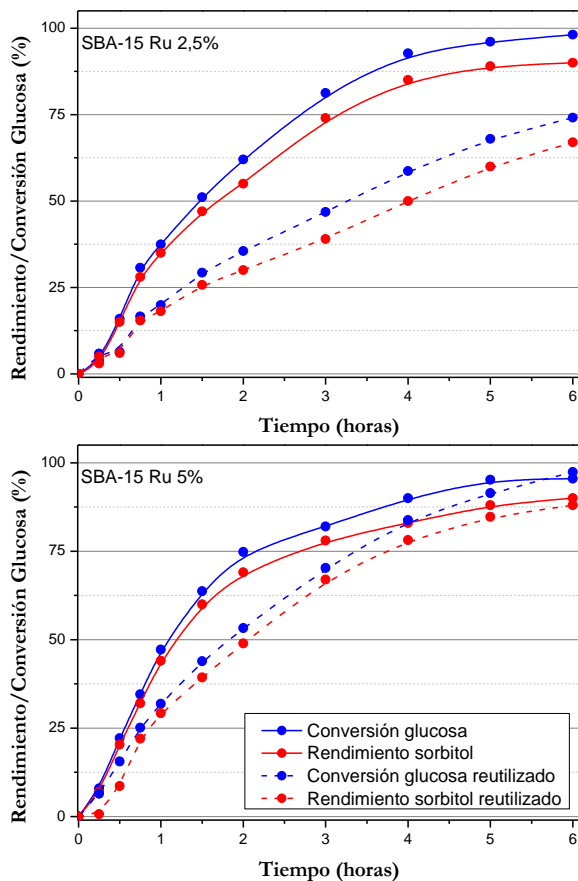 SBA-15 Ru 2,5%
Rendimiento/Conversión Glucosa (%)
100
75
50
25
0
0 1 2 3 4 5 6
Tiempo (horas)
SBA-15 Ru 5%
Rendimiento/Conversión Glucosa (%)
100
75
50
25
0
Conversión glucosa
Rendimiento sorbitol
Conversión glucosa reutilizado
Rendimiento sorbitol reutilizado
0 1 2 3 4 5 6
Tiempo (horas)